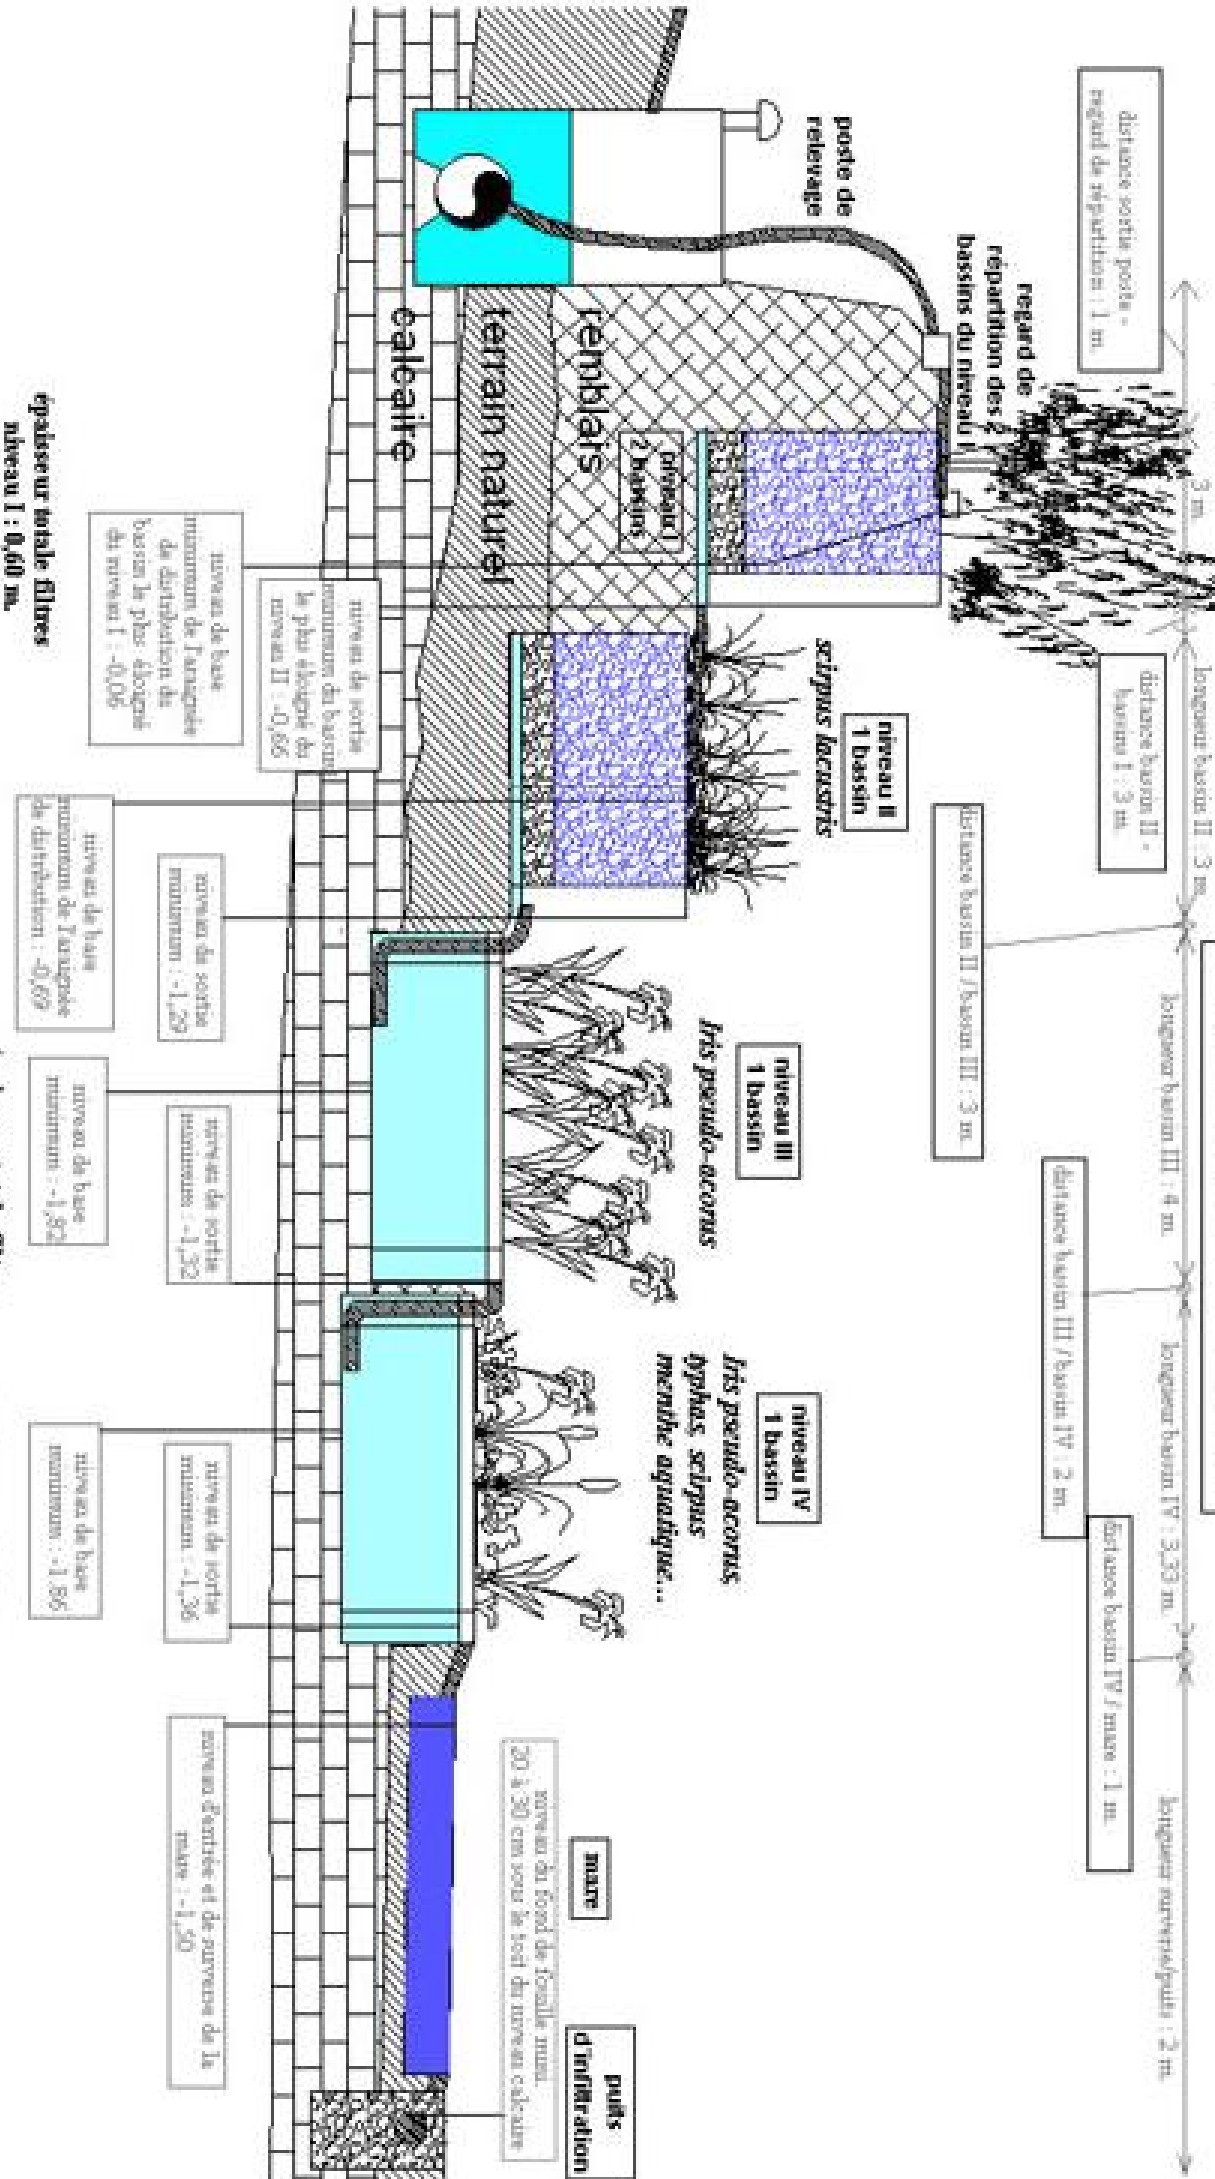 distance sortie poste -
regard de répartition : 1 m.
3 m.
longueur bassin II : 3 m.
longueur bassin III : 4 m.
longueur bassin IV : 3,33 m.
longueur surverse/puits : 2 m.
distance bassin II -
bassin I : 3 m.
distance bassin II / bassin III : 3 m.
distance bassin III / bassin IV : 2 m.
distance bassin IV / mare : 1 m.
poste de
relevage
regard de
répartition des 2
bassins du niveau I
niveau I
2 bassins
niveau II
1 bassin
scirpus lacustris
niveau III
1 bassin
Iris pseudo-acorus
niveau IV
1 bassin
Iris pseudo-acorus,
typhas, scirpus
menthe aquatique...
mare
puits
d'infiltration
niveau du fond de fouille mini.
20 à 30 cm sous le toit du niveau calcaire
remblais
terrain naturel
calcaire
niveau de sortie
minimum du bassin
le plus éloigné du
niveau II : -0,66
niveau de base
minimum de l'araignée
de distribution du
bassin le plus éloigné
du niveau I : -0,06
niveau de sortie
minimum : -1,29
niveau de base
minimum de l'araignée
de distribution : -0,69
niveau de sortie
minimum : -1,32
niveau de base
minimum : -1,82
niveau de sortie
minimum : -1,36
niveau de base
minimum : -1,86
niveau d'entrée et de surverse de la
mare : -1,50
épaisseur totale filtres
niveau I : 0,60 m.